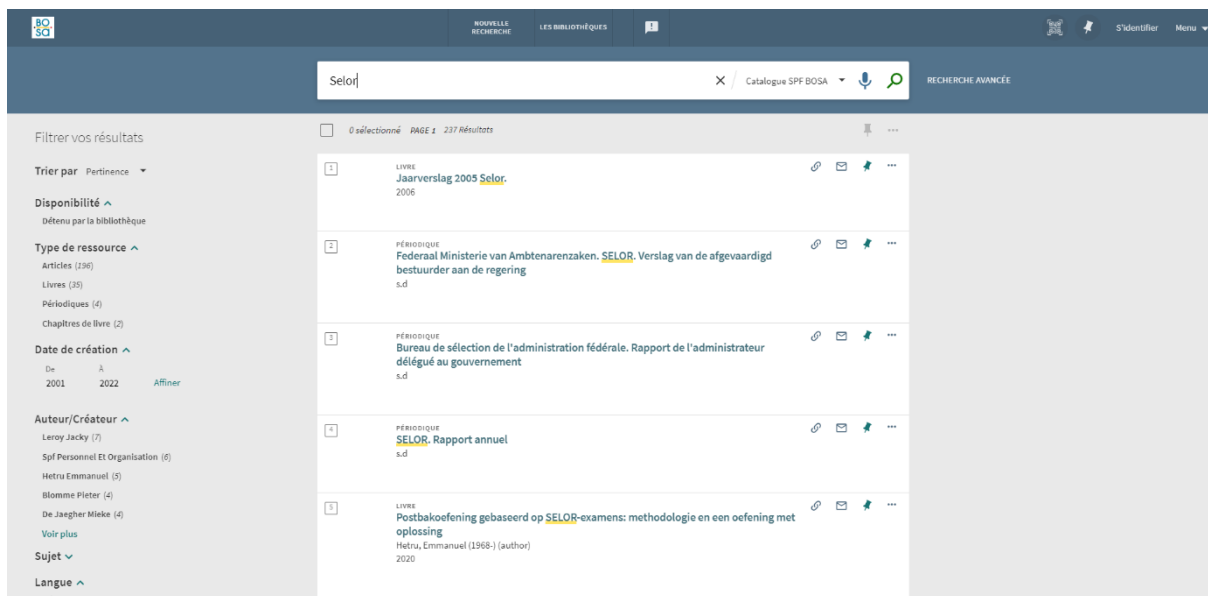 BO
SA
NOUVELLE
RECHERCHE
LES BIBLIOTHÈQUES
S'identifier
Menu
Selor
Catalogue SPF BOSA
RECHERCHE AVANCÉE
Filtrer vos résultats
Trier par Pertinence
Disponibilité
Détenu par la bibliothèque
Type de ressource
Articles (196)
Livres (35)
Périodiques (4)
Chapitres de livre (2)
Date de création
De À
2001 2022 Affiner
Auteur/Créateur
Leroy Jacky (7)
Spf Personnel Et Organisation (6)
Hetru Emmanuel (5)
Blomme Pieter (4)
De Jaegher Mieke (4)
Voir plus
Sujet
Langue
0 sélectionné PAGE 1 237 Résultats
1
LIVRE
Jaarverslag 2005 Selor.
2006
2
PÉRIODIQUE
Federaal Ministerie van Ambtenarenzaken. SELOR. Verslag van de afgevaardigd
bestuurder aan de regering
s.d
3
PÉRIODIQUE
Bureau de sélection de l'administration fédérale. Rapport de l'administrateur
délégué au gouvernement
s.d
4
PÉRIODIQUE
SELOR. Rapport annuel
s.d
5
LIVRE
Postbakoefening gebaseerd op SELOR-examens: methodologie en een oefening met
oplossing
Hetru, Emmanuel (1968-) (author)
2020